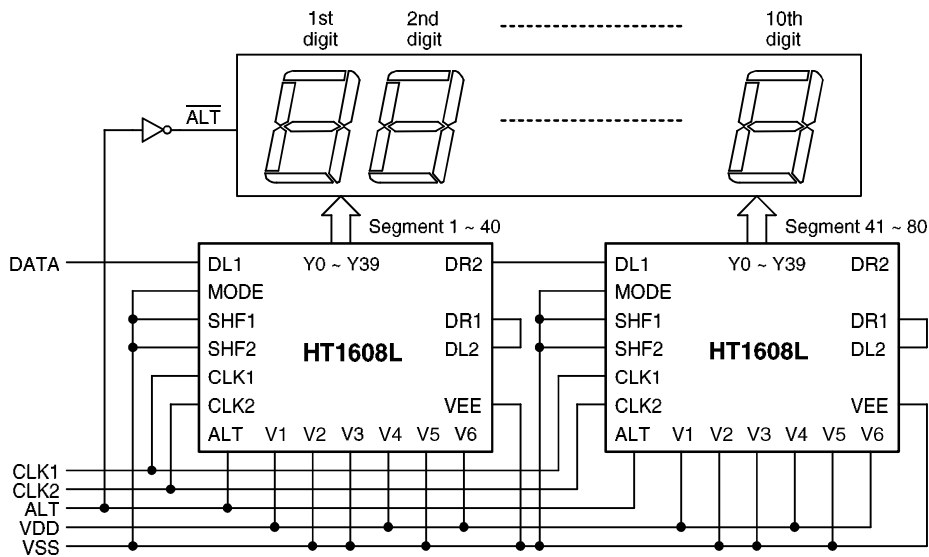 1st digit
2nd digit
10th digit
ALT
Segment 1 ~ 40
Segment 41 ~ 80
DATA
DL1
Y0 ~ Y39
DR2
MODE
SHF1
DR1
SHF2
HT1608L
DL2
CLK1
CLK2
VEE
ALT V1 V2 V3 V4 V5 V6
DL1
Y0 ~ Y39
DR2
MODE
SHF1
DR1
SHF2
HT1608L
DL2
CLK1
CLK2
VEE
ALT V1 V2 V3 V4 V5 V6
CLK1
CLK2
ALT
VDD
VSS